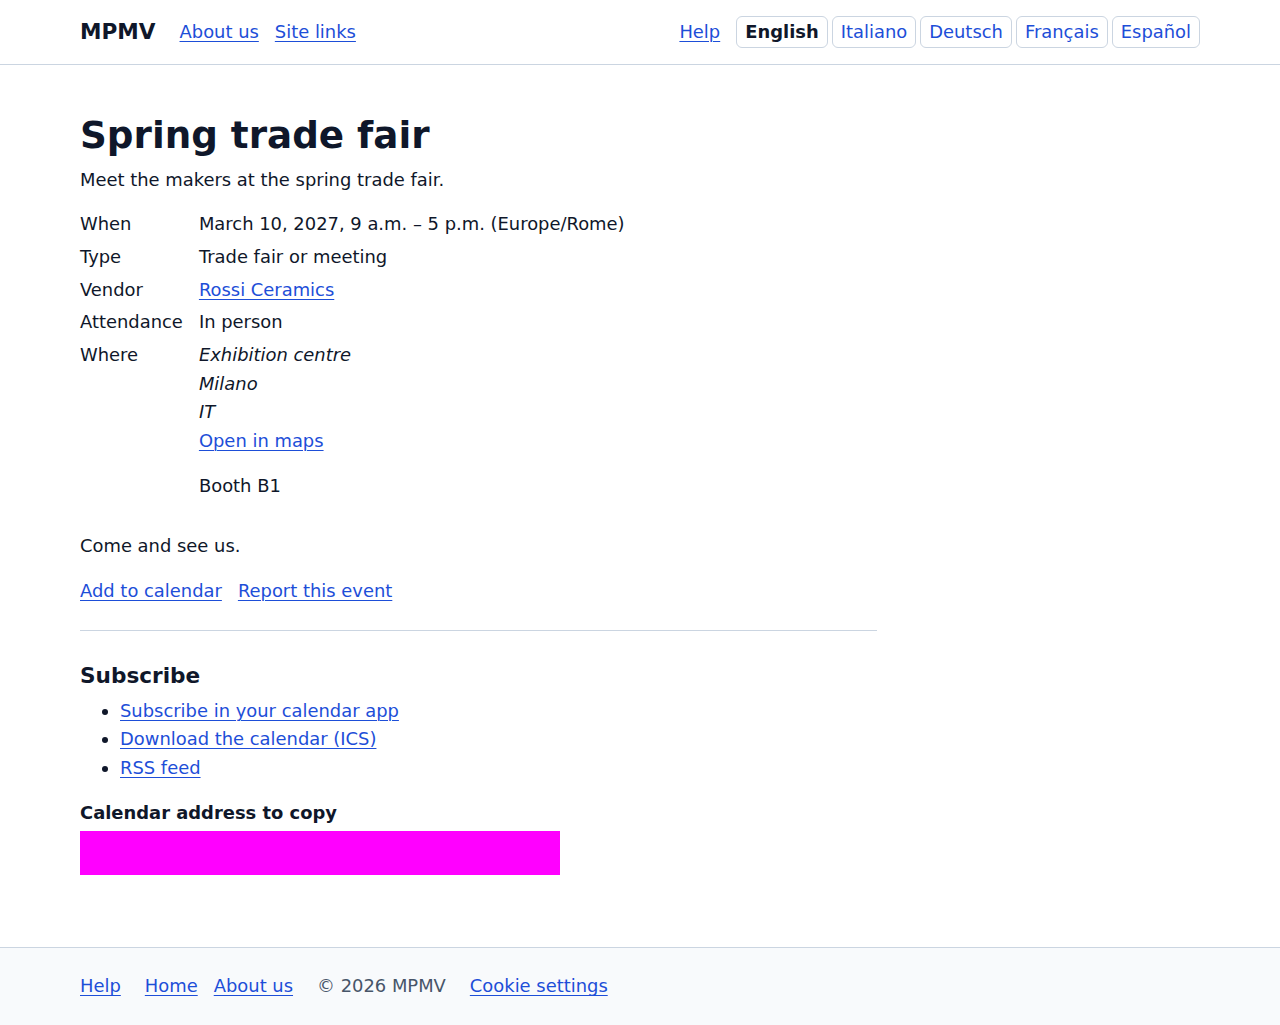 MPMV About us Site links Help English Italiano Deutsch Français Español
Spring trade fair
Meet the makers at the spring trade fair.
When March 10, 2027, 9 a.m. – 5 p.m. (Europe/Rome)
Type Trade fair or meeting
Vendor Rossi Ceramics
Attendance In person
Where Exhibition centre
Milano
IT
Open in maps
Booth B1
Come and see us.
Add to calendar Report this event
Subscribe
Subscribe in your calendar app
Download the calendar (ICS)
RSS feed
Calendar address to copy
Help Home About us © 2026 MPMV Cookie settings